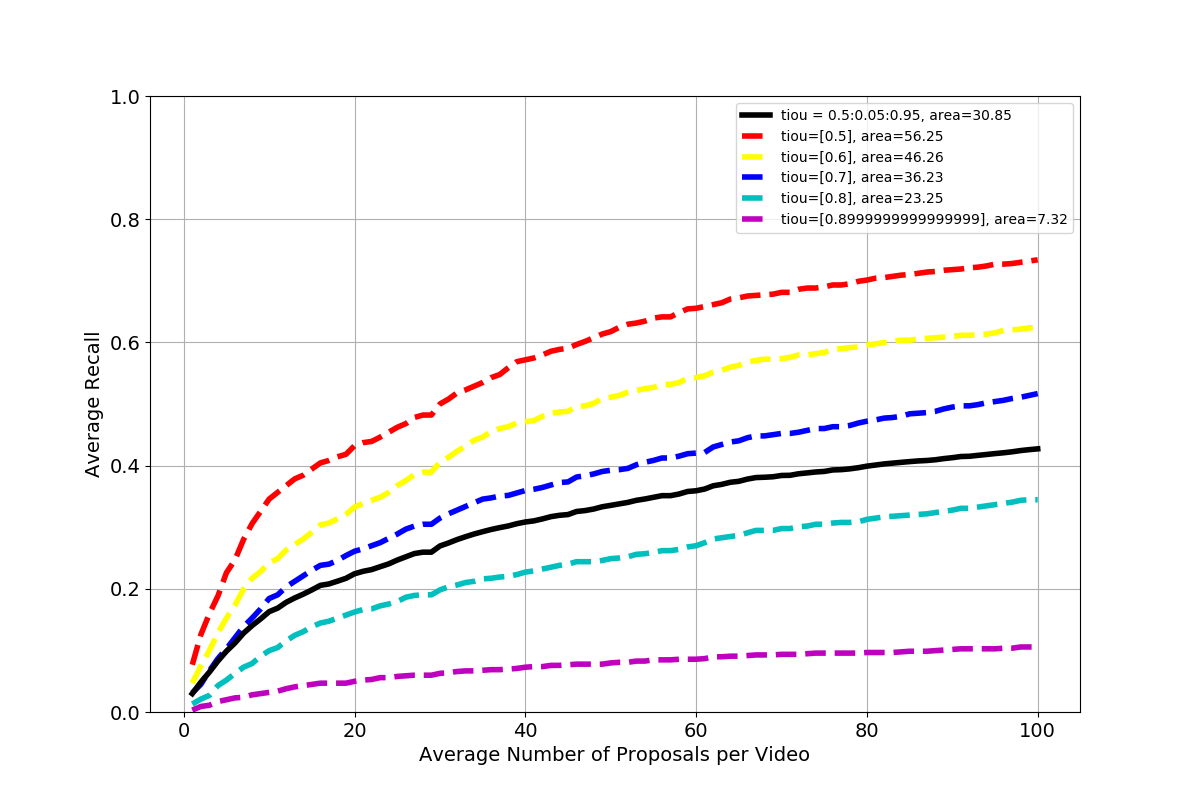 1.0
0.8
0.6
0.4
0.2
0.0
Average Recall
tiou = 0.5:0.05:0.95, area=30.85
tiou=[0.5], area=56.25
tiou=[0.6], area=46.26
tiou=[0.7], area=36.23
tiou=[0.8], area=23.25
tiou=[0.8999999999999999], area=7.32
0 20 40 60 80 100
Average Number of Proposals per Video